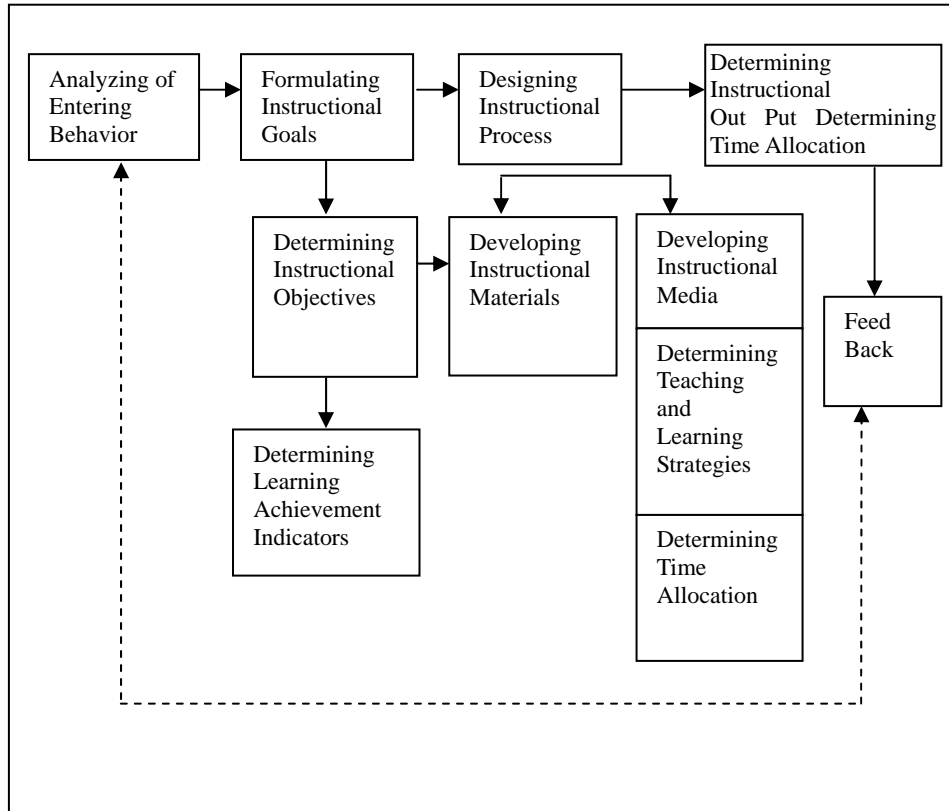 Analyzing of
Entering
Behavior
Formulating
Instructional
Goals
Designing
Instructional
Process
Determining
Instructional
Out Put Determining
Time Allocation
Determining
Instructional
Objectives
Developing
Instructional
Materials
Developing
Instructional
Media
Feed
Back
Determining
Teaching
and
Learning
Strategies
Determining
Learning
Achievement
Indicators
Determining
Time
Allocation